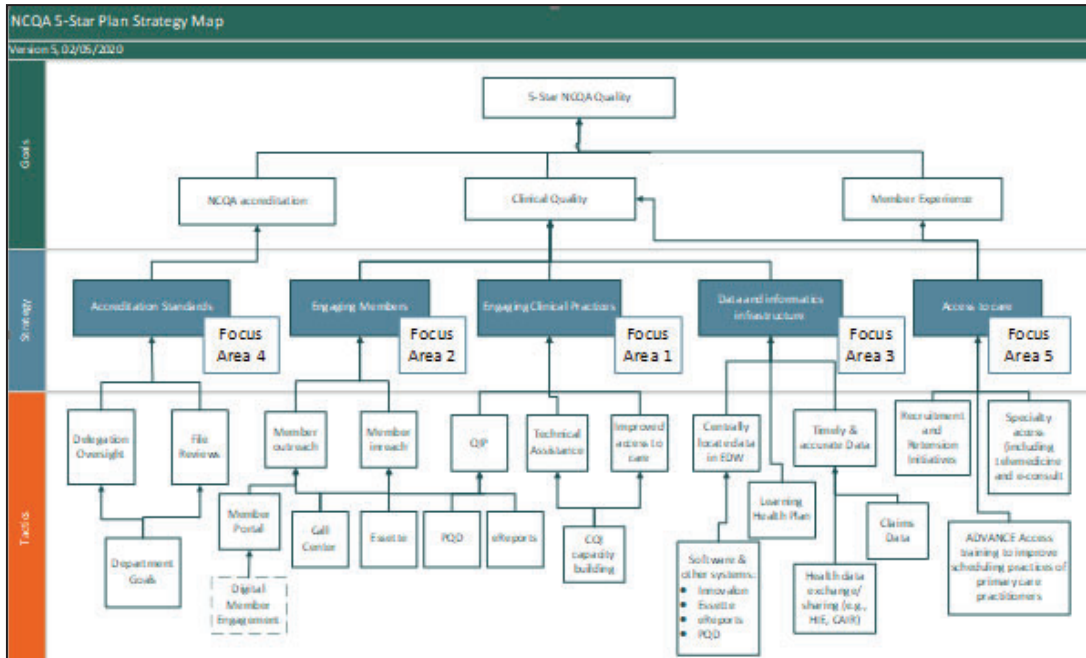 NCQA 5-Star Plan Strategy Map
Version 5, 02/05/2020
Goals
5-Star NCQA Quality
NCQA accreditation
Clinical Quality
Member Experience
Strategy
Accreditation Standards
Focus
Area 4
Engaging Members
Focus
Area 2
Engaging Clinical Practices
Focus
Area 1
Data and informatics
infrastructure
Focus
Area 3
Access to care
Focus
Area 5
Tactics
Delegation
Oversight
File
Reviews
Member
outreach
Member
inreach
QIP
Technical
Assistance
Improved
access to
care
Centrally
locate data
in EDW
Timely &
accurate Data
Recruitment
and
Retension
Initiatives
Specialty
access
(including
telemedicine
and e-consult
Department
Goals
Member
Portal
Digital
Member
Engagement
Call
Center
Essette
PQD
eReports
CQI
capacity
building
Learning
Health Plan
Claims
Data
Software &
other systems:
• Innovalon
• Essette
• eReports
• PQD
Health data
exchange/
sharing (e.g.,
HIE, CAIR)
ADVANCE Access
training to improve
scheduling practices of
primary care
practitioners